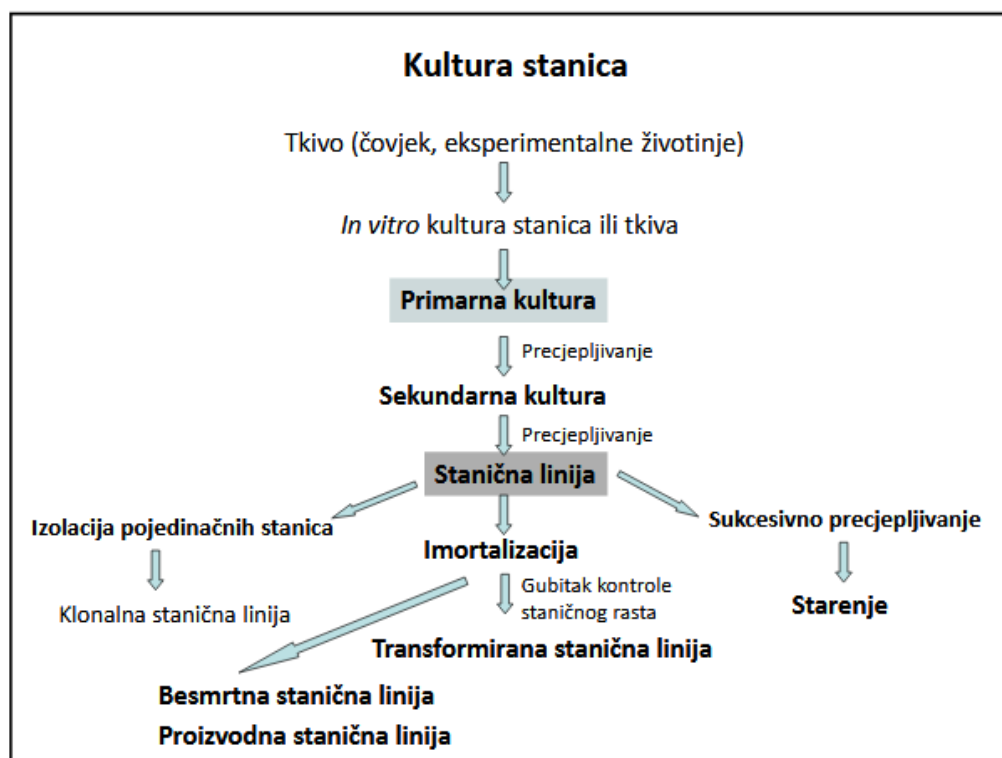 Kultura stanica
Tkivo (čovjek, eksperimentalne životinje)
In vitro kultura stanica ili tkiva
Primarna kultura
Precjepljivanje
Sekundarna kultura
Precjepljivanje
Stanična linija
Izolacija pojedinačnih stanica
Imortalizacija
Sukcesivno precjepljivanje
Klonalna stanična linija
Gubitak kontrole
staničnog rasta
Starenje
Transformirana stanična linija
Besmrtna stanična linija
Proizvodna stanična linija